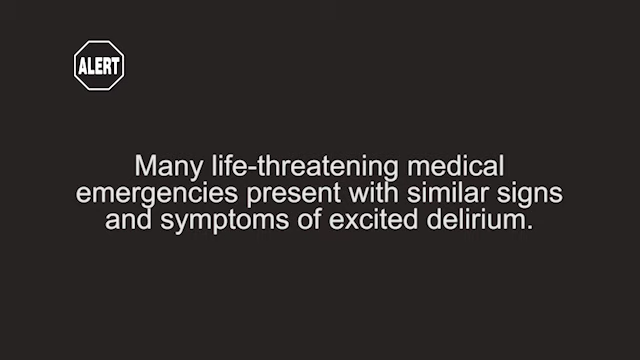 ALERT
Many life-threatening medical
emergencies present with similar signs
and symptoms of excited delirium.